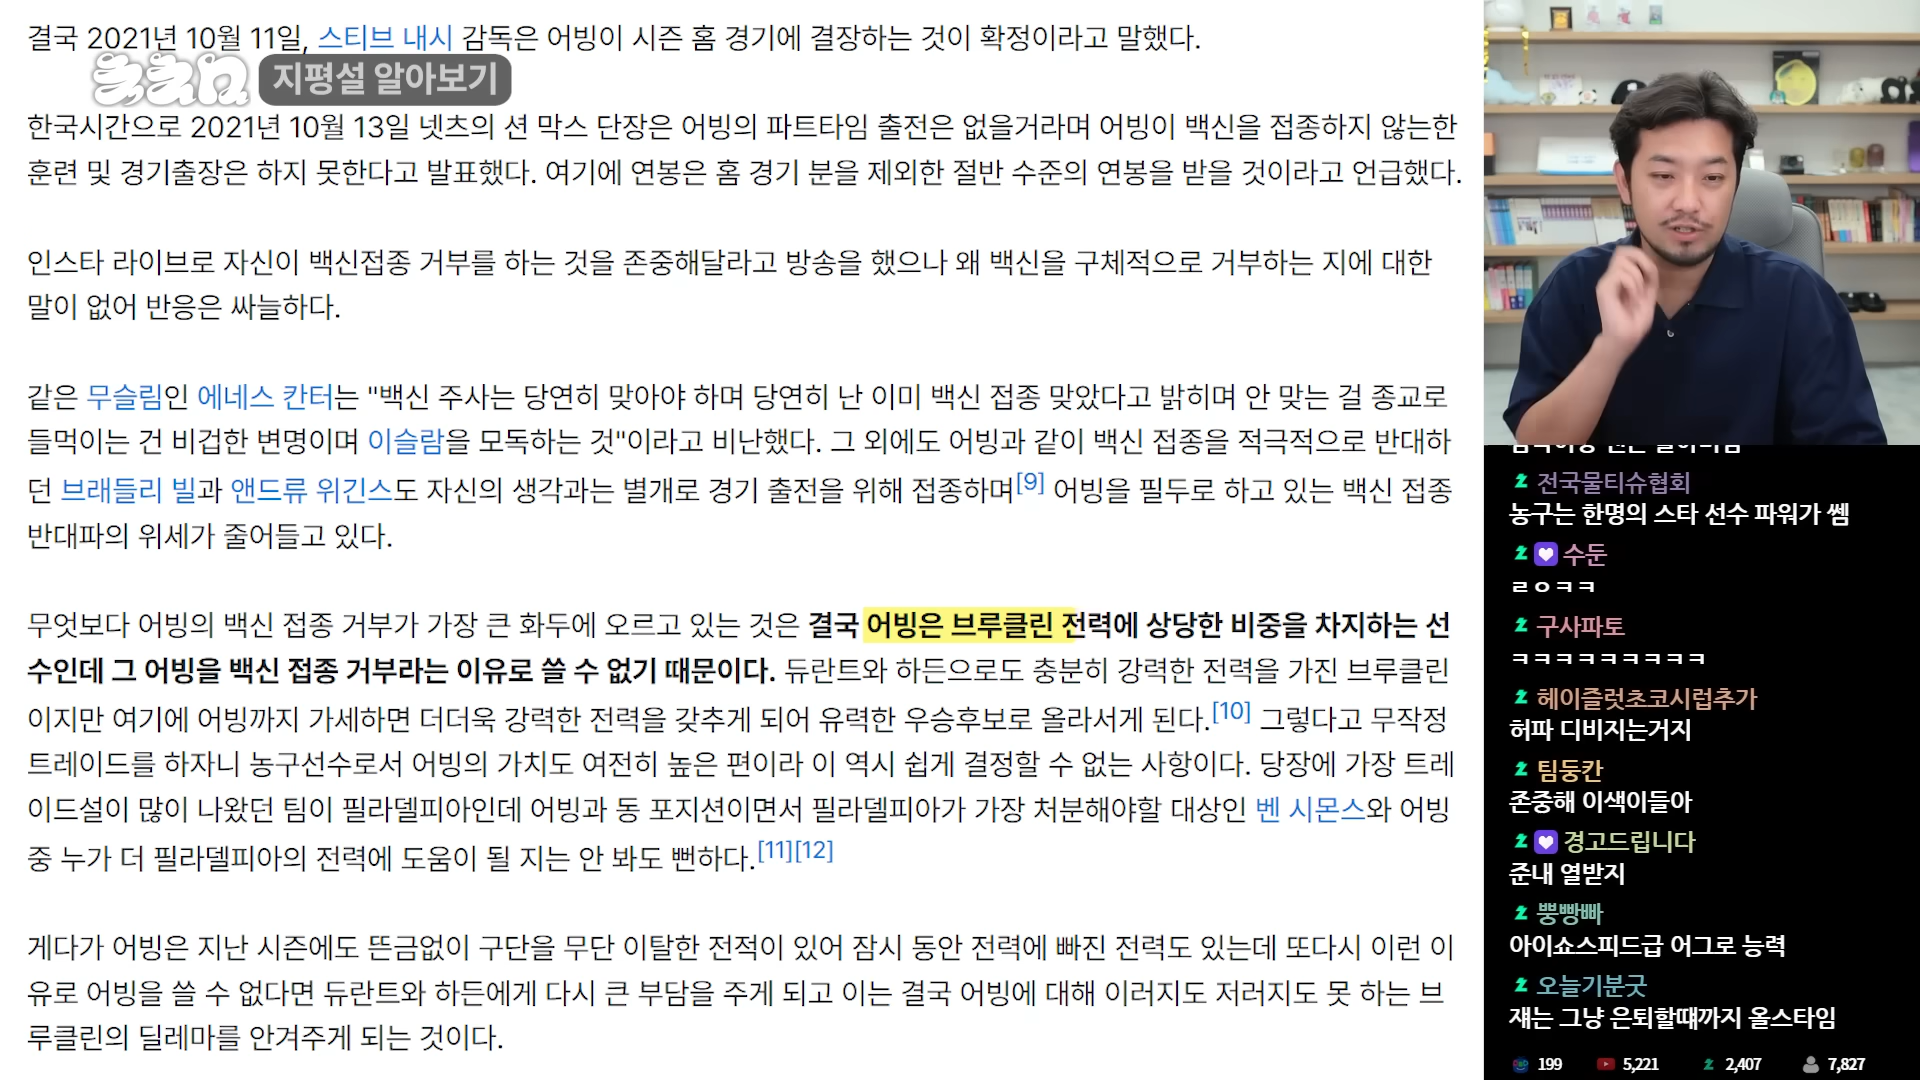 결국 2021년 10월 11일, 스티브 내시 감독은 어빙이 시즌 홈 경기에 결장하는 것이 확정이라고 말했다.
지평설 알아보기
한국시간으로 2021년 10월 13일 넷츠의 션 막스 단장은 어빙의 파트타임 출전은 없을거라며 어빙이 백신을 접종하지 않는한
훈련 및 경기출장은 하지 못한다고 발표했다. 여기에 연봉은 홈 경기 분을 제외한 절반 수준의 연봉을 받을 것이라고 언급했다.
인스타 라이브로 자신이 백신접종 거부를 하는 것을 존중해달라고 방송을 했으나 왜 백신을 구체적으로 거부하는 지에 대한
말이 없어 반응은 싸늘하다.
같은 무슬림인 에네스 칸터는 "백신 주사는 당연히 맞아야 하며 당연히 난 이미 백신 접종 맞았다고 밝히며 안 맞는 걸 종교로
들먹이는 건 비겁한 변명이며 이슬람을 모독하는 것"이라고 비난했다. 그 외에도 어빙과 같이 백신 접종을 적극적으로 반대하
던 브래들리 빌과 앤드류 위긴스도 자신의 생각과는 별개로 경기 출전을 위해 접종하며[9] 어빙을 필두로 하고 있는 백신 접종
반대파의 위세가 줄어들고 있다.
무엇보다 어빙의 백신 접종 거부가 가장 큰 화두에 오르고 있는 것은 결국 어빙은 브루클린 전력에 상당한 비중을 차지하는 선
수인데 그 어빙을 백신 접종 거부라는 이유로 쓸 수 없기 때문이다. 듀란트와 하든으로도 충분히 강력한 전력을 가진 브루클린
이지만 여기에 어빙까지 가세하면 더더욱 강력한 전력을 갖추게 되어 유력한 우승후보로 올라서게 된다.[10] 그렇다고 무작정
트레이드를 하자니 농구선수로서 어빙의 가치도 여전히 높은 편이라 이 역시 쉽게 결정할 수 없는 사항이다. 당장에 가장 트레
이드설이 많이 나왔던 팀이 필라델피아인데 어빙과 동 포지션이면서 필라델피아가 가장 처분해야할 대상인 벤 시몬스와 어빙
중 누가 더 필라델피아의 전력에 도움이 될 지는 안 봐도 뻔하다.[11][12]
게다가 어빙은 지난 시즌에도 뜬금없이 구단을 무단 이탈한 전적이 있어 잠시 동안 전력에 빠진 전력도 있는데 또다시 이런 이
유로 어빙을 쓸 수 없다면 듀란트와 하든에게 다시 큰 부담을 주게 되고 이는 결국 어빙에 대해 이러지도 저러지도 못 하는 브
루클린의 딜레마를 안겨주게 되는 것이다.
전국물티슈협회
농구는 한명의 스타 선수 파워가 쎔
수둔
ㄹㅇㅋㅋ
구사파토
ㅋㅋㅋㅋㅋㅋㅋㅋㅋ
헤이즐럿초코시럽추가
허파 디비지는거지
팀둥칸
존중해 이색이들아
경고드립니다
준내 열받지
뿡빵빠
아이쇼스피드급 어그로 능력
오늘기분굿
쟤는 그냥 은퇴할때까지 올스타임
199 5,221 2,407 7,827